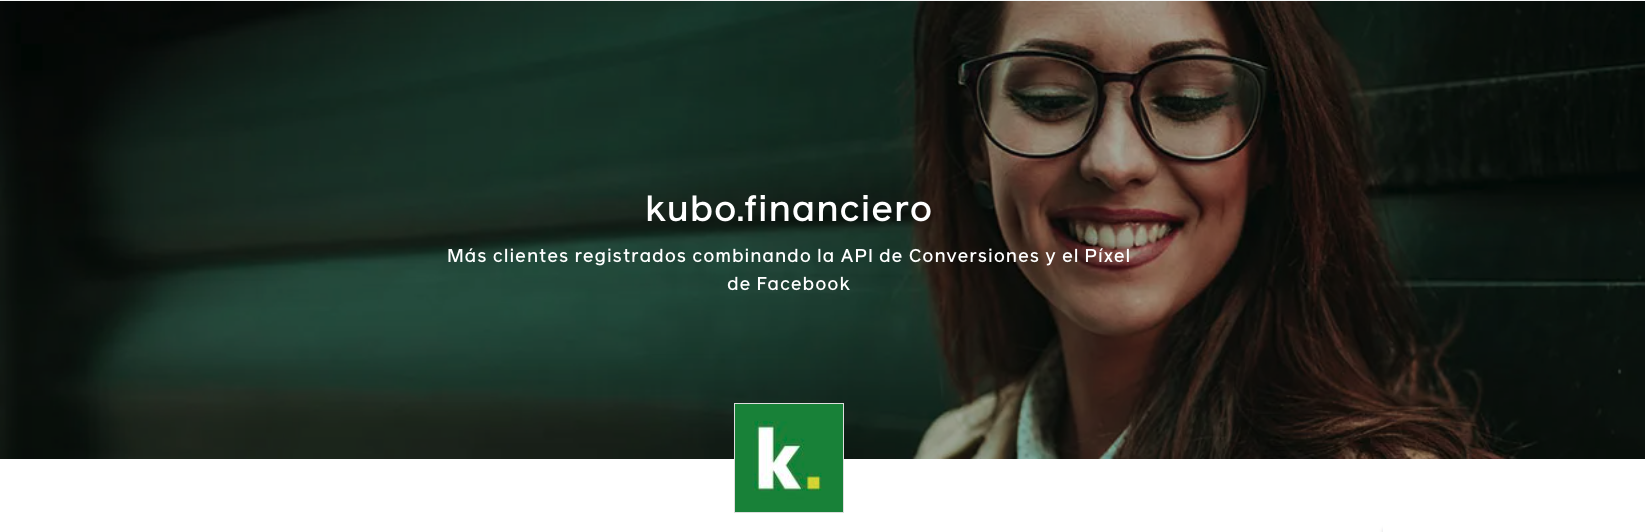 kubo.financiero
Más clientes registrados combinando la API de Conversiones y el Píxel
de Facebook
k.